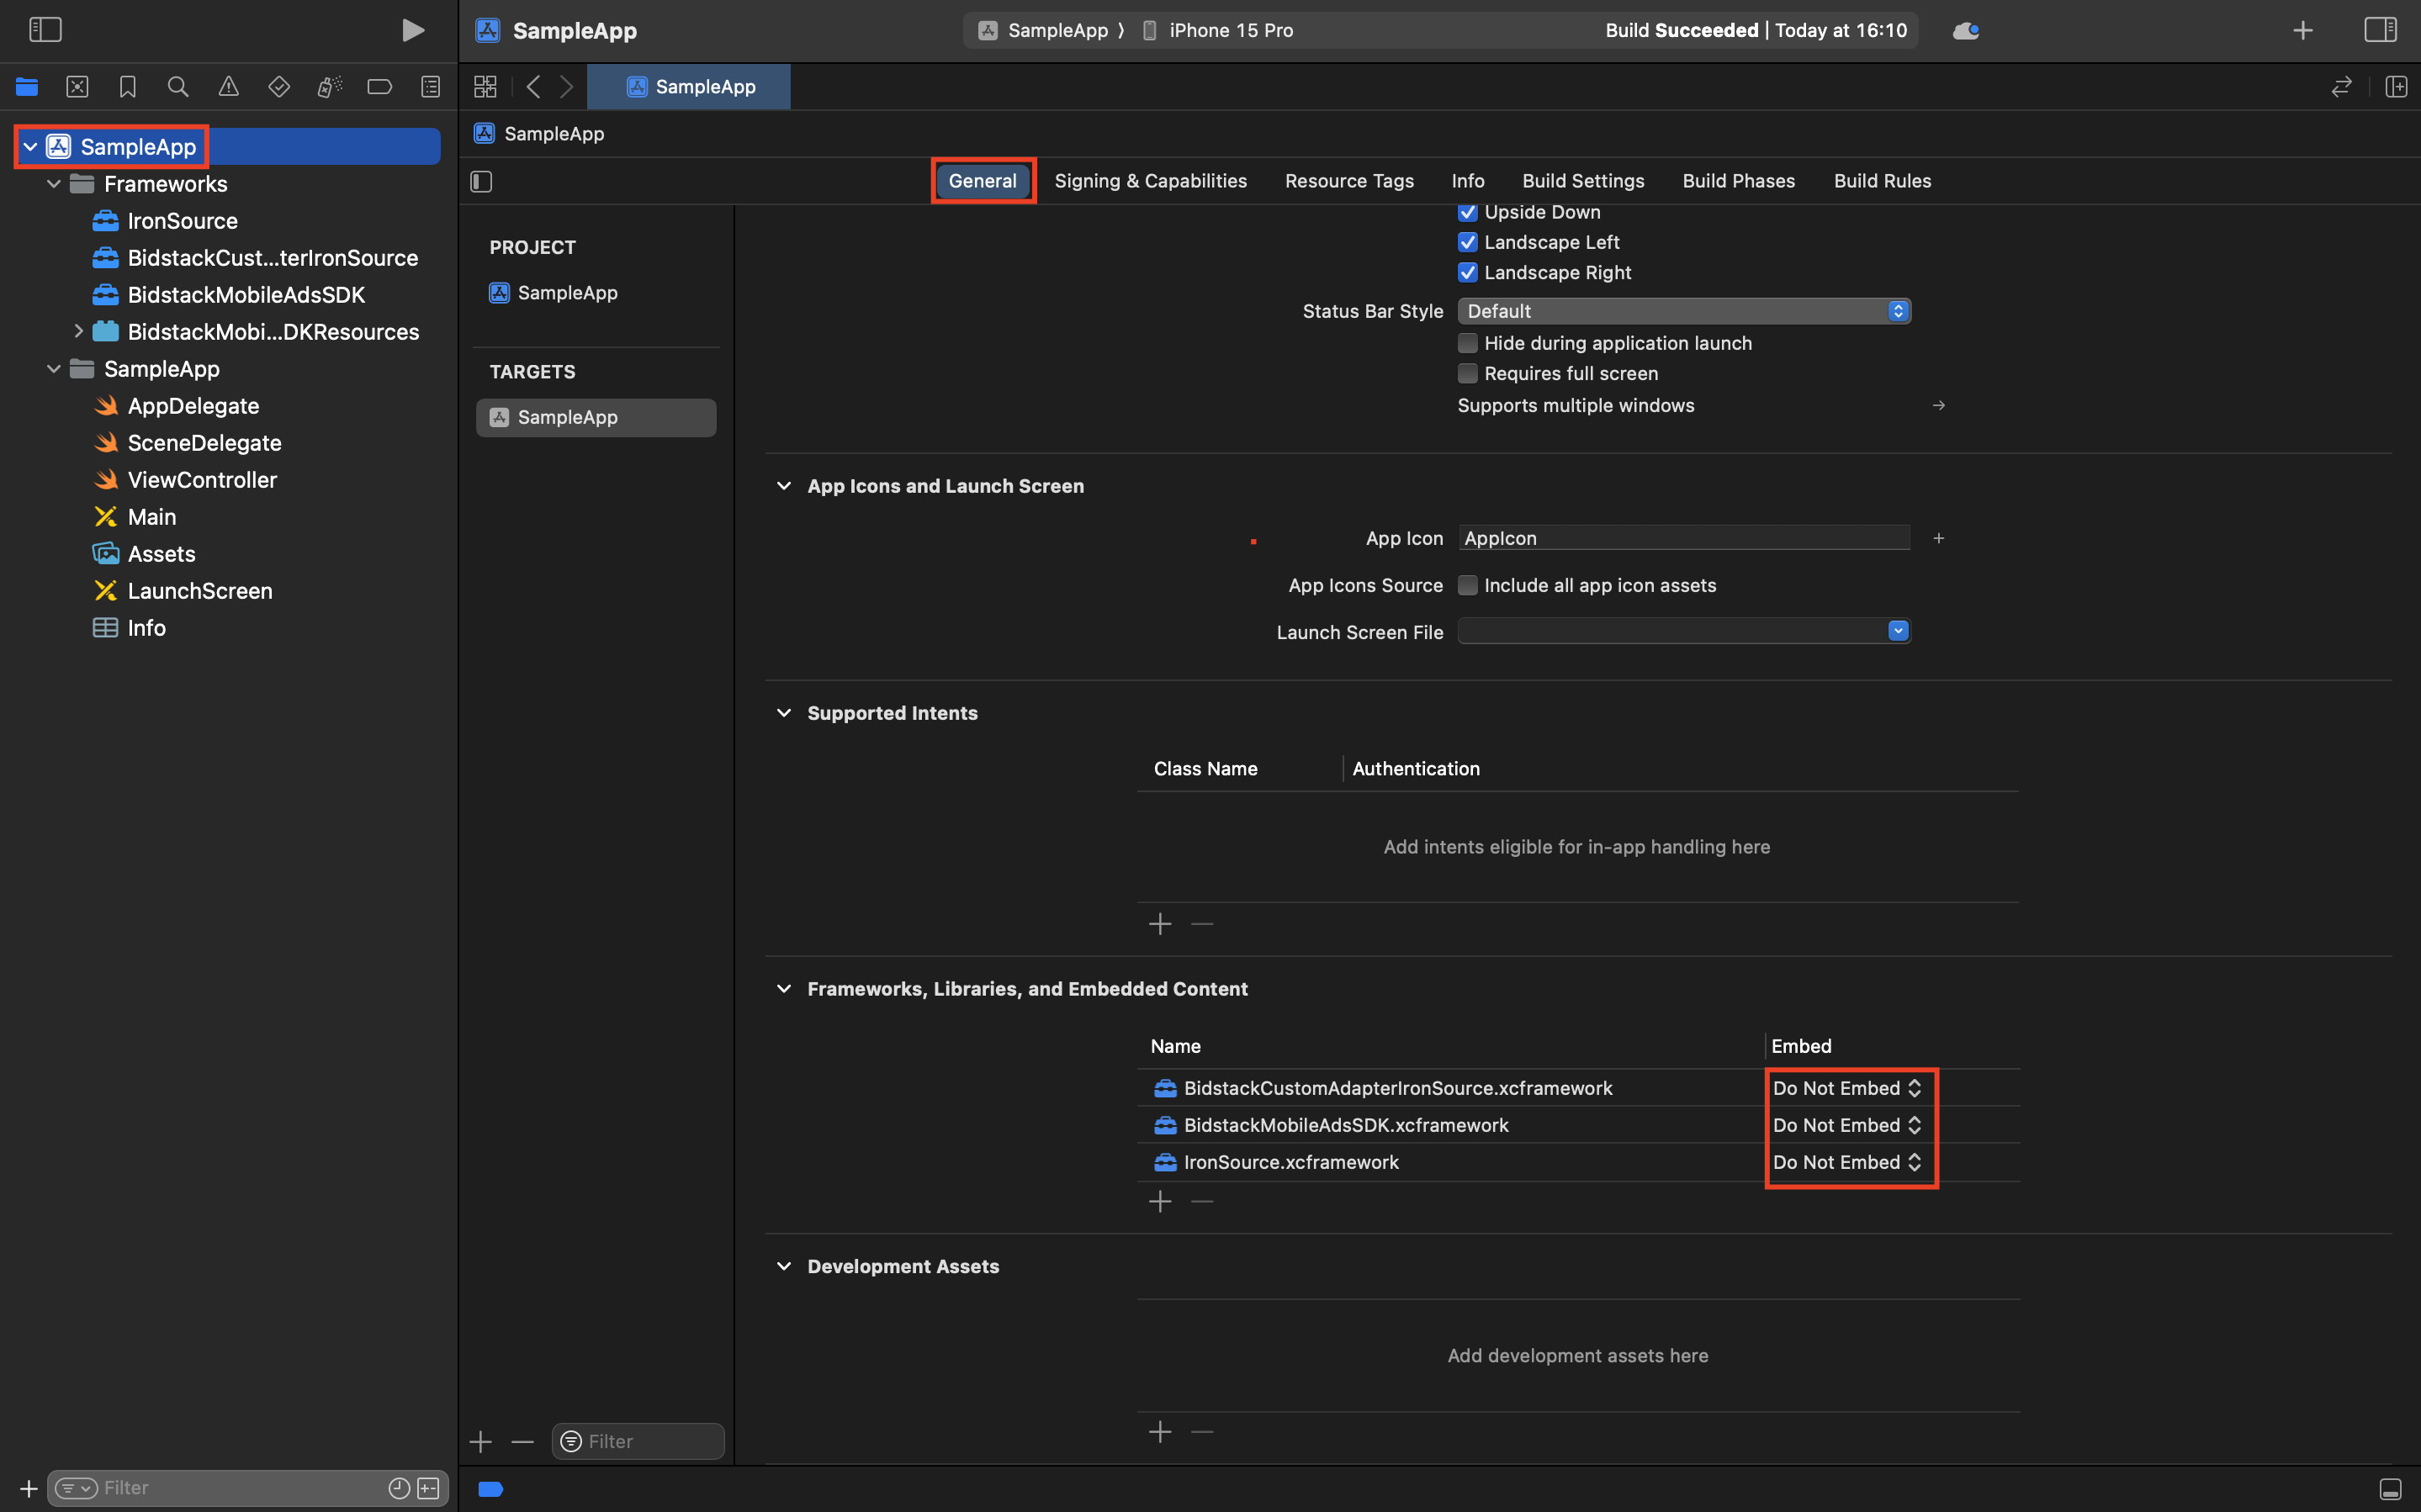 SampleApp
SampleApp ⟩ iPhone 15 Pro
Build Succeeded | Today at 16:10
SampleApp
SampleApp
Frameworks
IronSource
BidstackCust...terIronSource
BidstackMobileAdsSDK
BidstackMobi...DKResources
SampleApp
AppDelegate
SceneDelegate
ViewController
Main
Assets
LaunchScreen
Info
Filter
SampleApp
General Signing & Capabilities Resource Tags Info Build Settings Build Phases Build Rules
PROJECT
SampleApp
TARGETS
SampleApp
Filter
Upside Down
Landscape Left
Landscape Right
Status Bar Style Default
Hide during application launch
Requires full screen
Supports multiple windows
App Icons and Launch Screen
App Icon AppIcon
App Icons Source Include all app icon assets
Launch Screen File
Supported Intents
Class Name Authentication
Add intents eligible for in-app handling here
Frameworks, Libraries, and Embedded Content
Name Embed
BidstackCustomAdapterIronSource.xcframework Do Not Embed
BidstackMobileAdsSDK.xcframework Do Not Embed
IronSource.xcframework Do Not Embed
Development Assets
Add development assets here